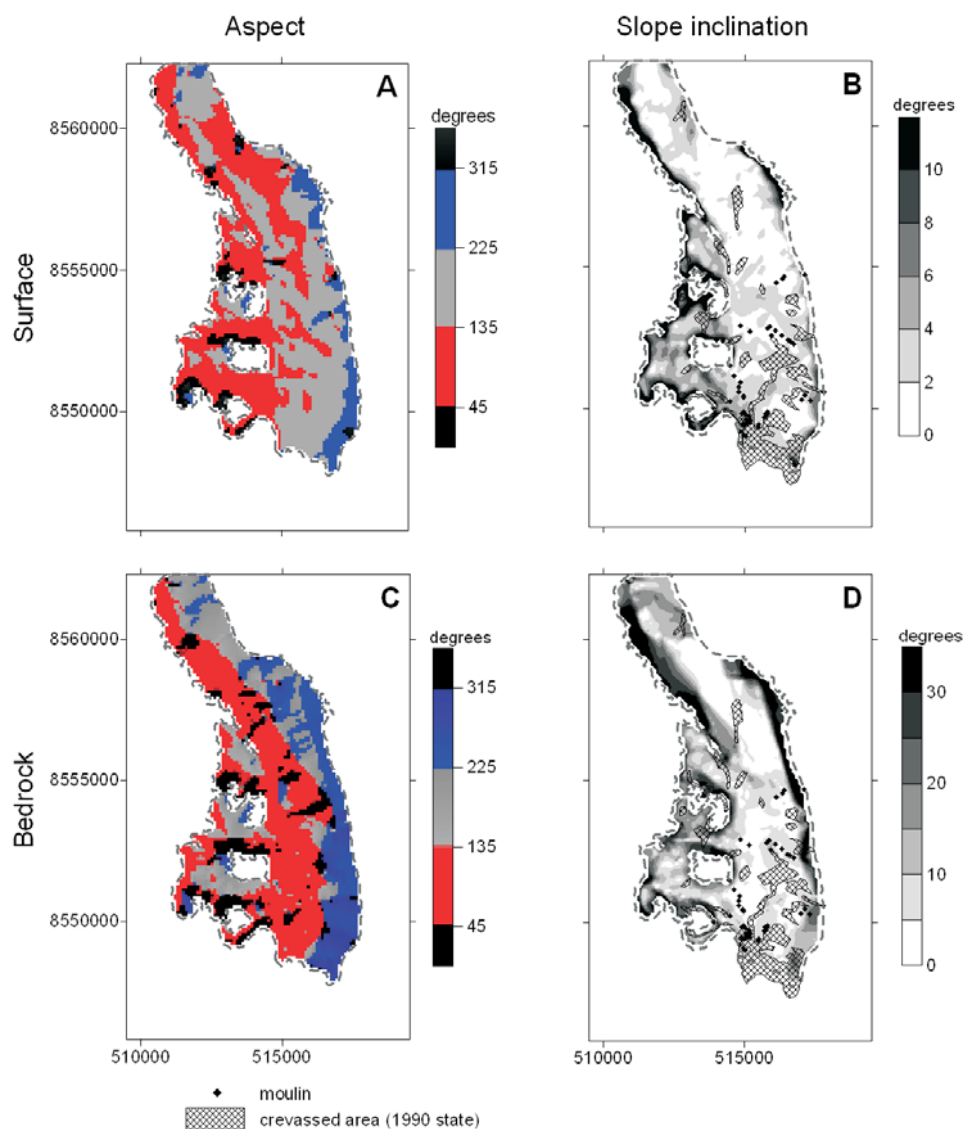 Aspect
Slope inclination
Surface
A
degrees
315
225
135
45
8560000
8555000
8550000
B
degrees
10
8
6
4
2
0
Bedrock
C
degrees
315
225
135
45
8560000
8555000
8550000
510000
515000
D
degrees
30
20
10
0
510000
515000
moulin
crevassed area (1990 state)